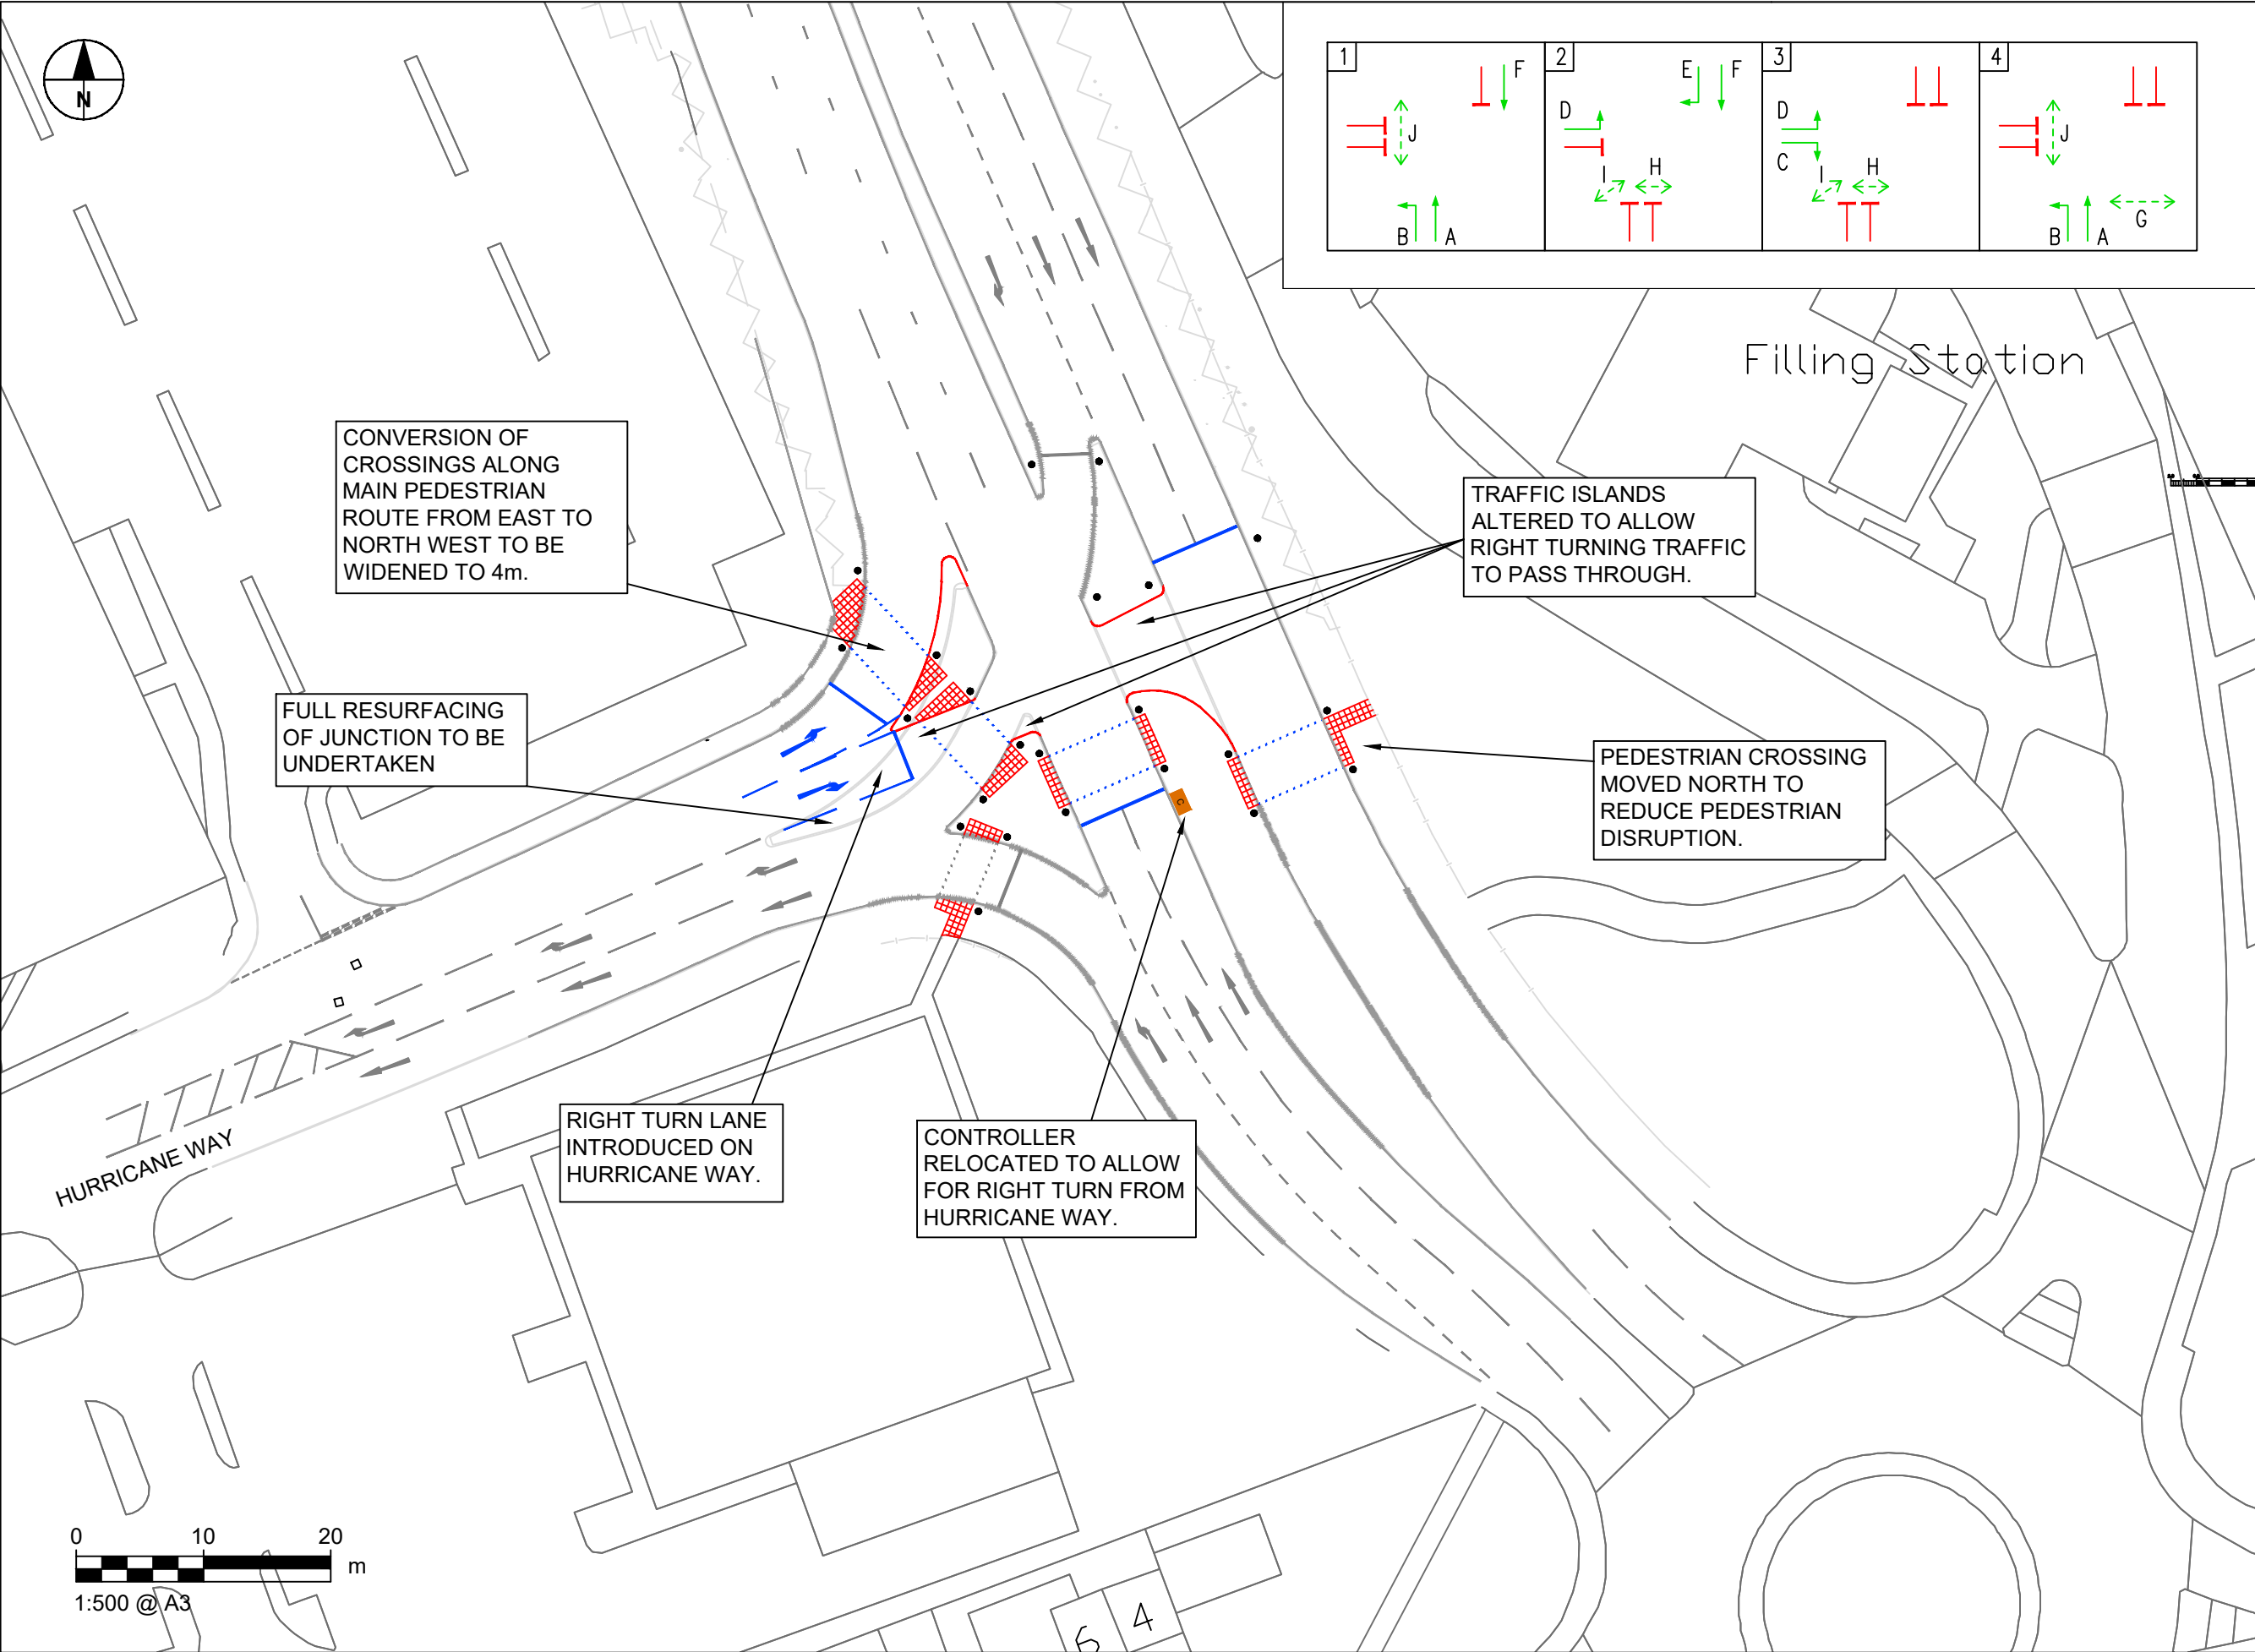 N
1
F
J
B
A
2
E
F
D
I
H
3
D
C
I
H
4
J
G
B
A
Filling Station
CONVERSION OF
CROSSINGS ALONG
MAIN PEDESTRIAN
ROUTE FROM EAST TO
NORTH WEST TO BE
WIDENED TO 4m.
TRAFFIC ISLANDS
ALTERED TO ALLOW
RIGHT TURNING TRAFFIC
TO PASS THROUGH.
FULL RESURFACING
OF JUNCTION TO BE
UNDERTAKEN
PEDESTRIAN CROSSING
MOVED NORTH TO
REDUCE PEDESTRIAN
DISRUPTION.
C
RIGHT TURN LANE
INTRODUCED ON
HURRICANE WAY.
CONTROLLER
RELOCATED TO ALLOW
FOR RIGHT TURN FROM
HURRICANE WAY.
HURRICANE WAY
0 10 20
m
1:500 @ A3
6 4